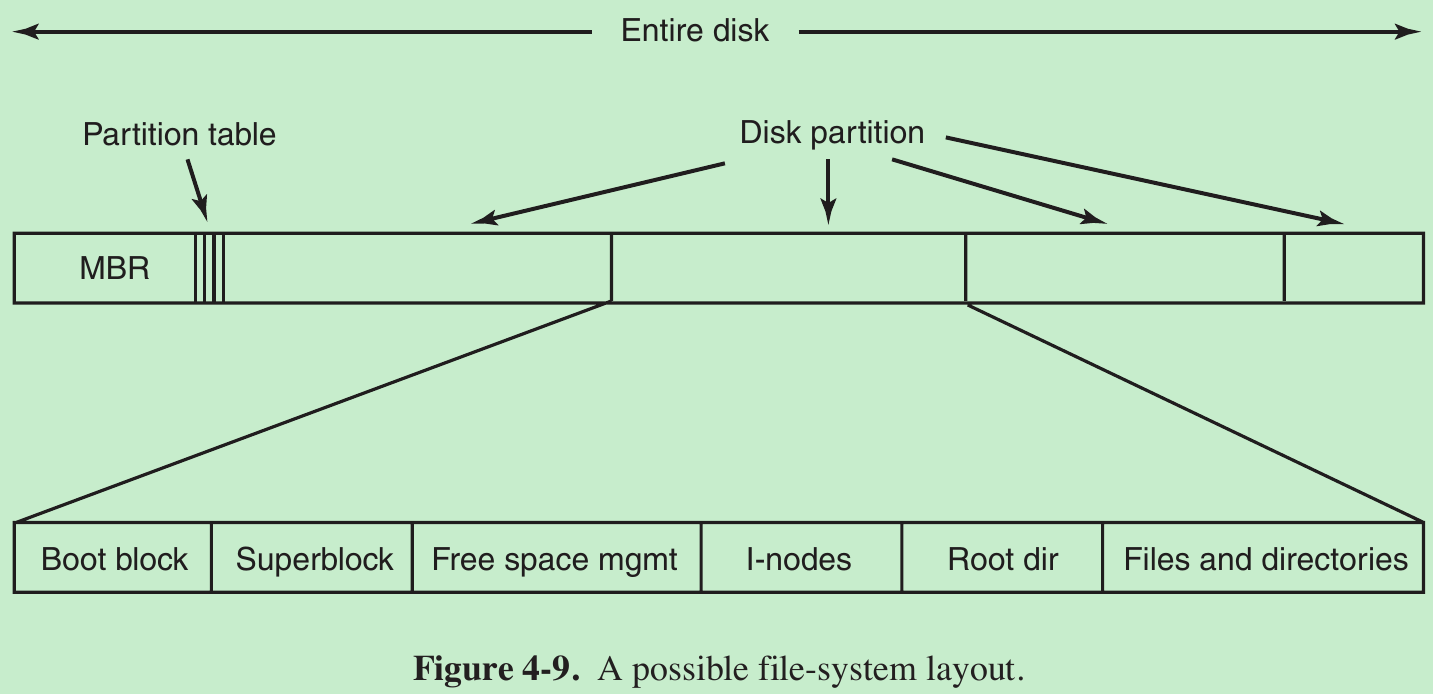 Entire disk
Partition table
Disk partition
MBR
Boot block
Superblock
Free space mgmt
I-nodes
Root dir
Files and directories
Figure 4-9. A possible file-system layout.